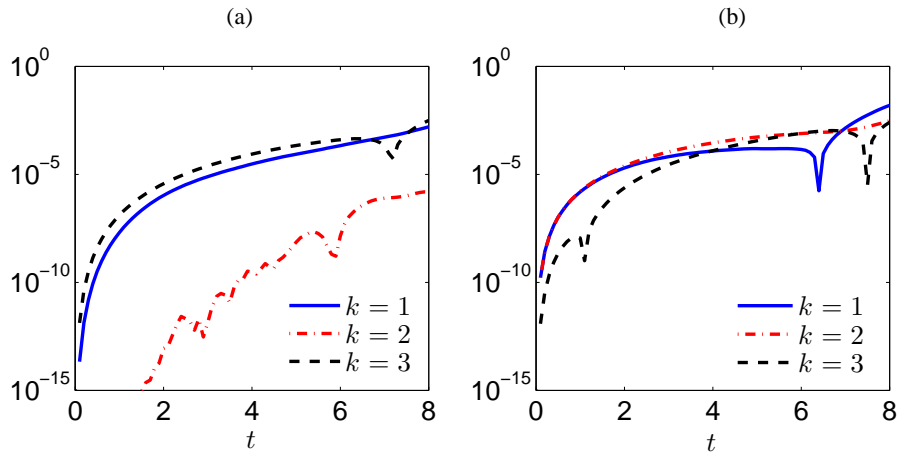 (a)
10^0
10^-5
10^-10
10^-15
0 2 4 6 8
t
k = 1
k = 2
k = 3
(b)
10^0
10^-5
10^-10
10^-15
0 2 4 6 8
t
k = 1
k = 2
k = 3